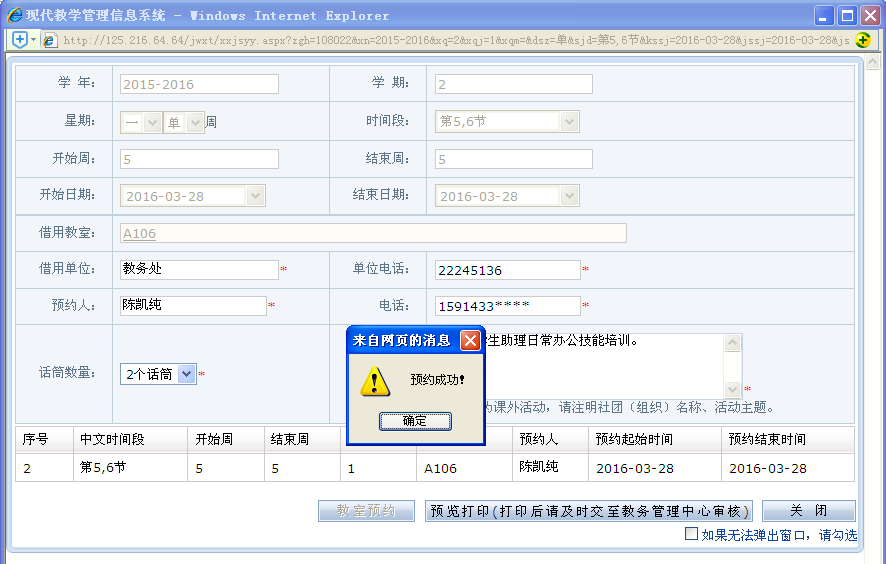 现代教学管理信息系统 - Windows Internet Explorer
http://125.216.64.64/jwxt/xxjsyy.aspx?zgh=108022&xn=2015-2016&xq=2&xqj=1&xqm=&dsz=单&sjd=第5,6节&kssj=2016-03-28&jssj=2016-03-28&js
学 年： 2015-2016 学 期： 2
星期： 一 单 周 时间段： 第5,6节
开始周： 5 结束周： 5
开始日期： 2016-03-28 结束日期： 2016-03-28
借用教室： A106
借用单位： 教务处 * 单位电话： 22245136 *
预约人： 陈凯纯 * 电话： 1591433**** *
来自网页的消息
生助理日常办公技能培训。
话筒数量： 2个话筒 * *
预约成功!
确定
为课外活动，请注明社团（组织）名称、活动主题。
序号 中文时间段 开始周 结束周 预约人 预约起始时间 预约结束时间
2 第5,6节 5 5 1 A106 陈凯纯 2016-03-28 2016-03-28
教室预约 预览打印(打印后请及时交至教务管理中心审核) 关 闭
如果无法弹出窗口，请勾选